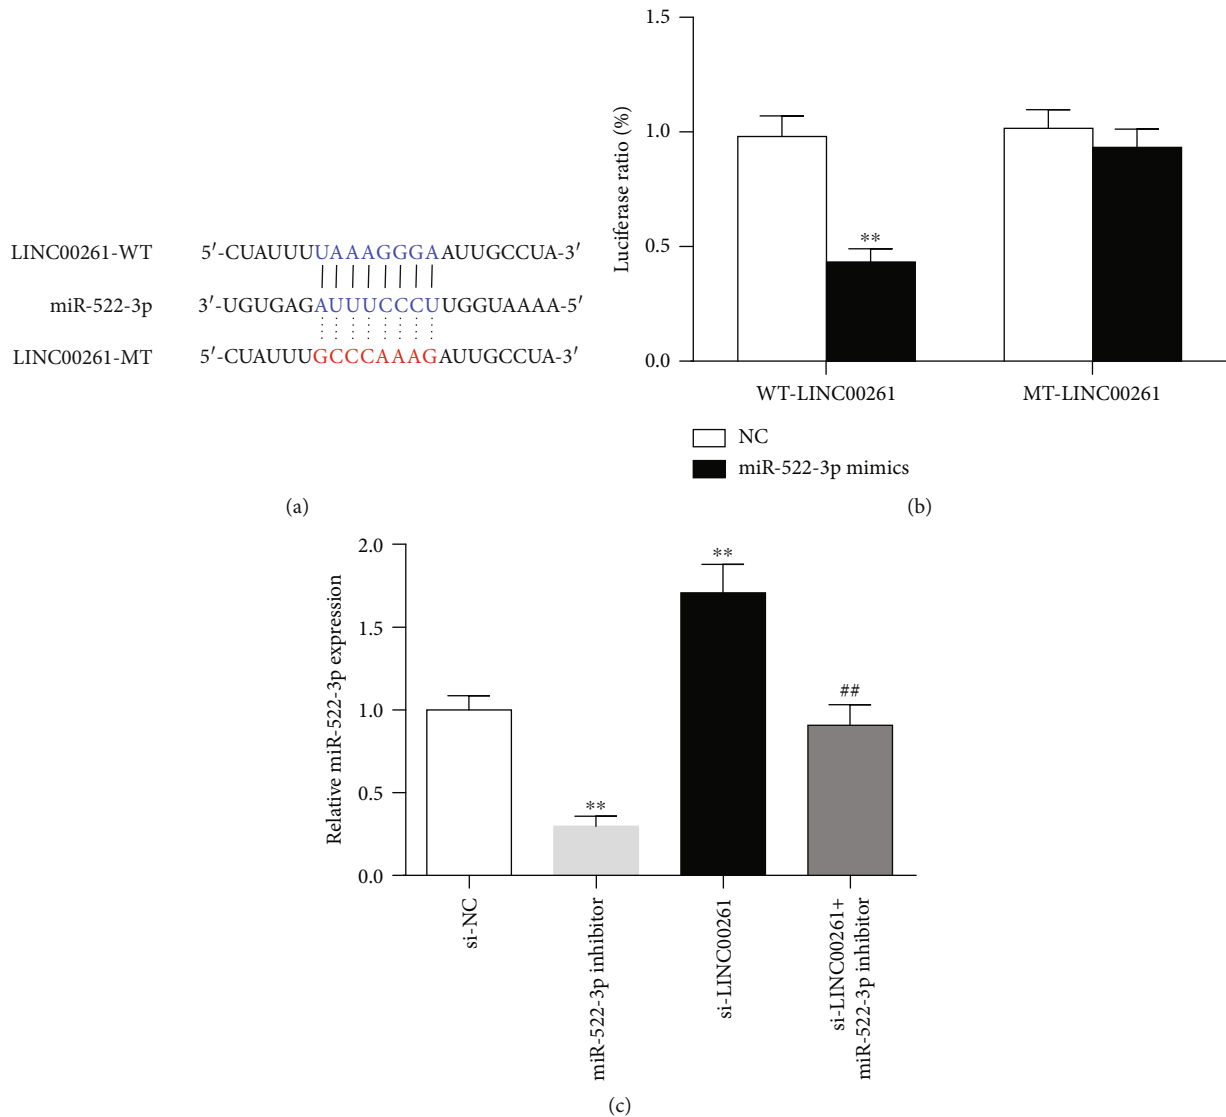 LINC00261-WT 5′-CUAUUUUAAAGGGAAUUGCCUA-3′
miR-522-3p 3′-UGUGAGAUUUCCCUUGGUAAAA-5′
LINC00261-MT 5′-CUAUUUGCCCAAAGAUUGCCUA-3′
(a)
Luciferase ratio (%)
1.5
1.0
0.5
0.0
**
WT-LINC00261 MT-LINC00261
NC
miR-522-3p mimics
(b)
Relative miR-522-3p expression
2.0
1.5
1.0
0.5
0.0
**
**
##
si-NC
miR-522-3p inhibitor
si-LINC00261
si-LINC00261+
miR-522-3p inhibitor
(c)